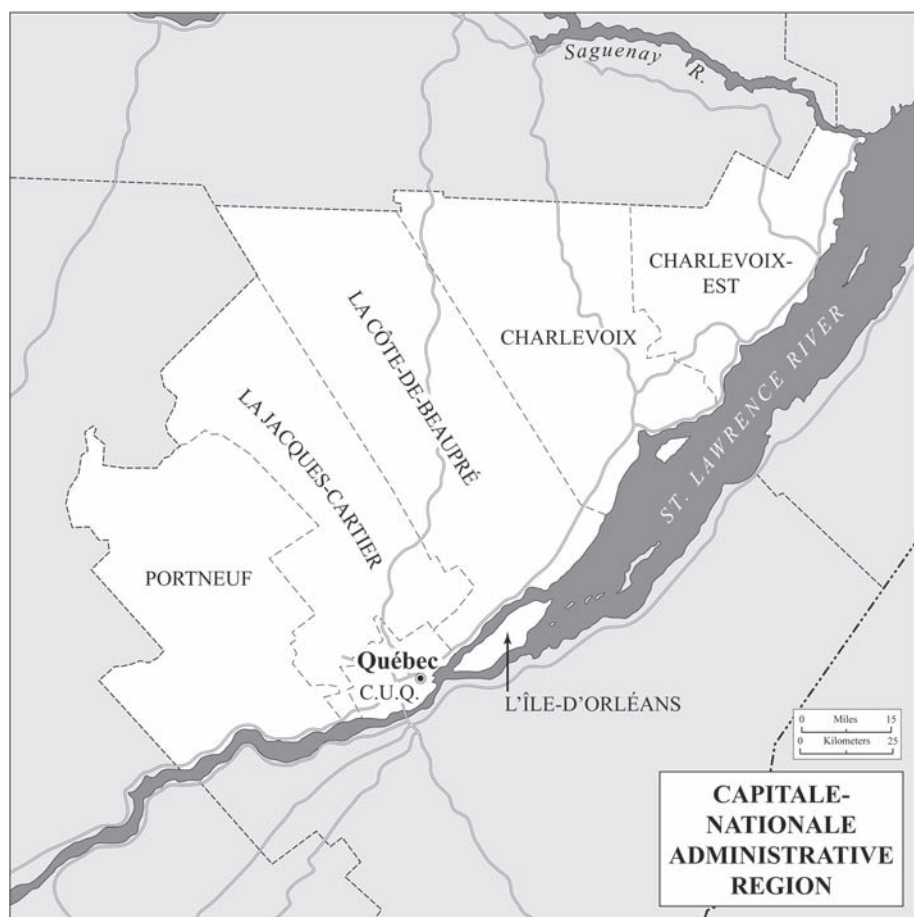 Saguenay R.
CHARLEVOIX-
EST
LA CÔTE-DE-BEAUPRÉ
CHARLEVOIX
ST. LAWRENCE RIVER
LA JACQUES-CARTIER
PORTNEUF
Québec
C.U.Q.
L'ÎLE-D'ORLÉANS
0 Miles 15
0 Kilometers 25
CAPITALE-
NATIONALE
ADMINISTRATIVE
REGION